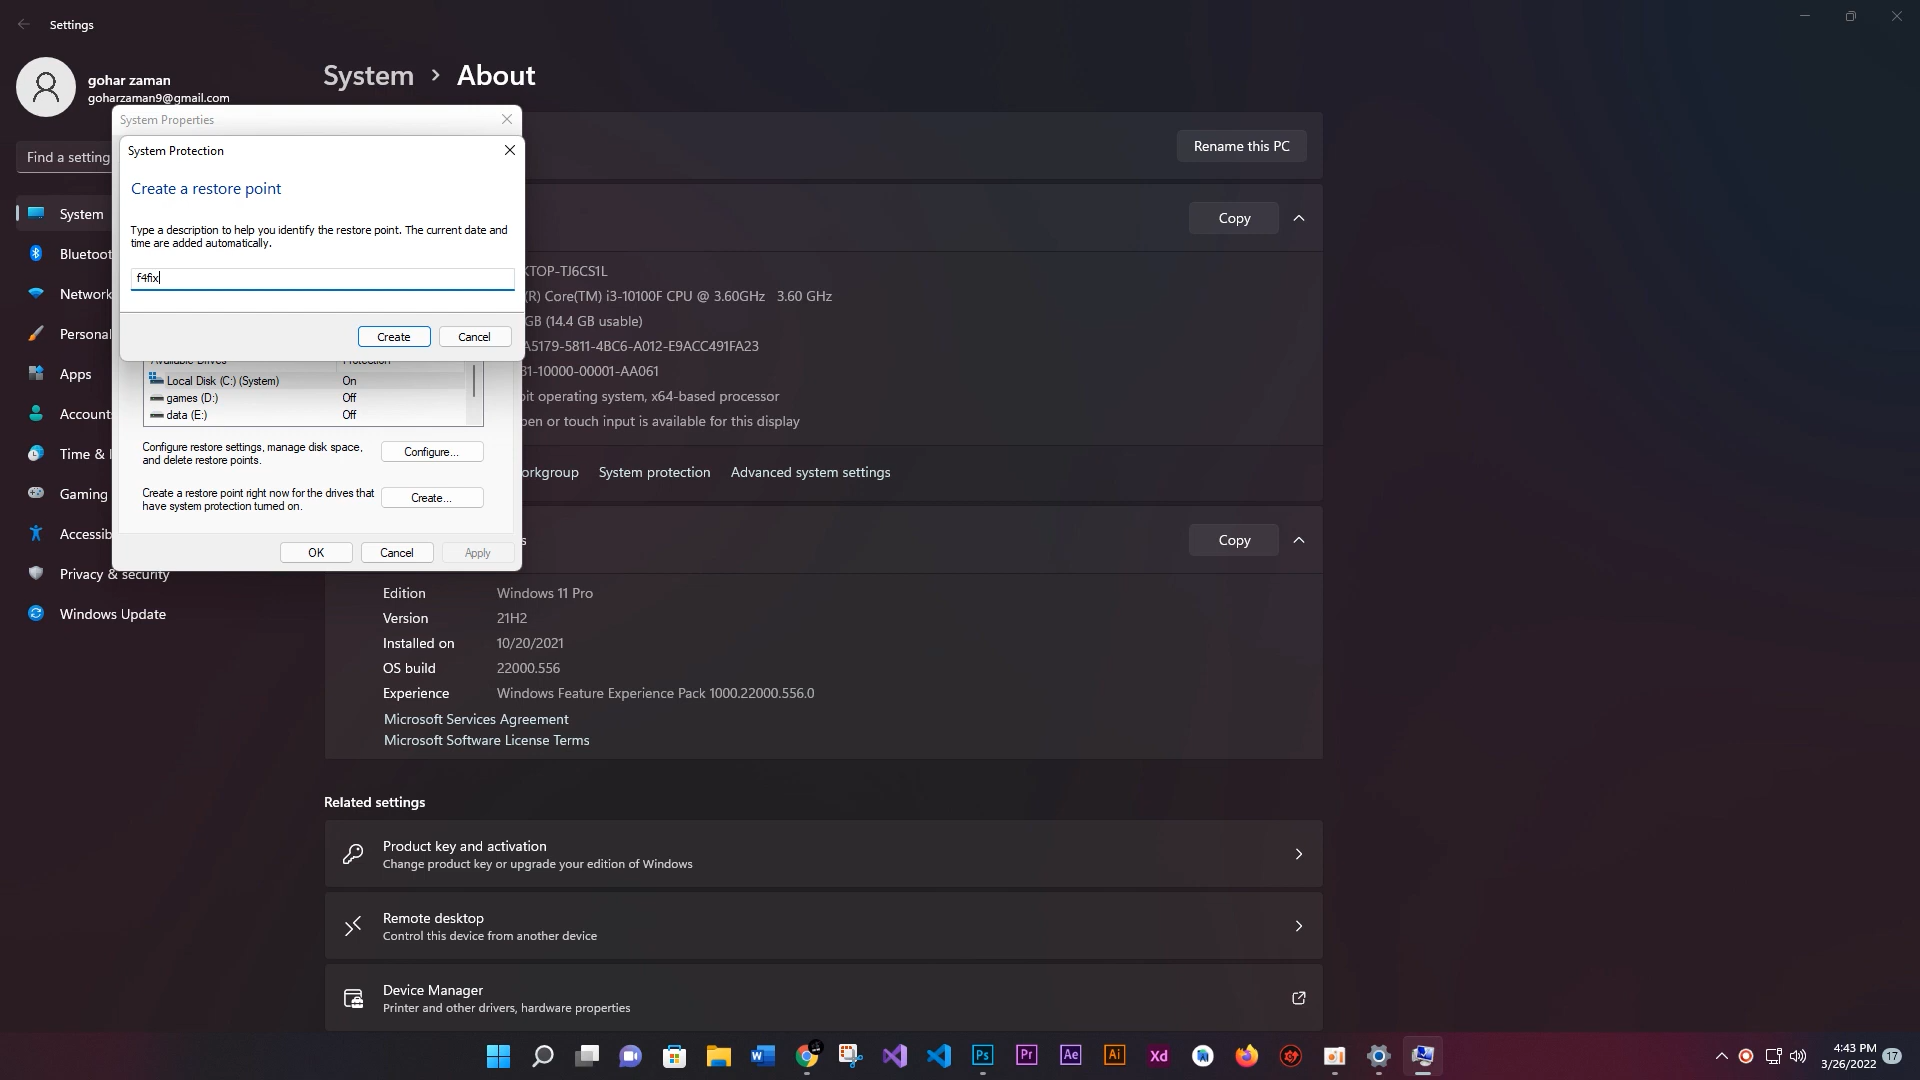 Settings
gohar zaman
goharzaman9@gmail.com
System › About
System Properties
System Protection
Create a restore point
Type a description to help you identify the restore point. The current date and
time are added automatically.
f4fix
Create
Cancel
Local Disk (C:) (System) On
games (D:) Off
data (E:) Off
Configure restore settings, manage disk space,
and delete restore points.
Configure...
Create a restore point right now for the drives that
have system protection turned on.
Create...
OK
Cancel
Apply
Find a setting
System
Bluetoot
Network
Personal
Apps
Account
Time &
Gaming
Accessib
Privacy & security
Windows Update
Rename this PC
Copy
KTOP-TJ6CS1L
(R) Core(TM) i3-10100F CPU @ 3.60GHz 3.60 GHz
GB (14.4 GB usable)
A5179-5811-4BC6-A012-E9ACC491FA23
31-10000-00001-AA061
bit operating system, x64-based processor
pen or touch input is available for this display
orkgroup
System protection
Advanced system settings
s
Copy
Edition Windows 11 Pro
Version 21H2
Installed on 10/20/2021
OS build 22000.556
Experience Windows Feature Experience Pack 1000.22000.556.0
Microsoft Services Agreement
Microsoft Software License Terms
Related settings
Product key and activation
Change product key or upgrade your edition of Windows
Remote desktop
Control this device from another device
Device Manager
Printer and other drivers, hardware properties
W
Ps
Pr
Ae
Ai
Xd
4:43 PM
3/26/2022
17